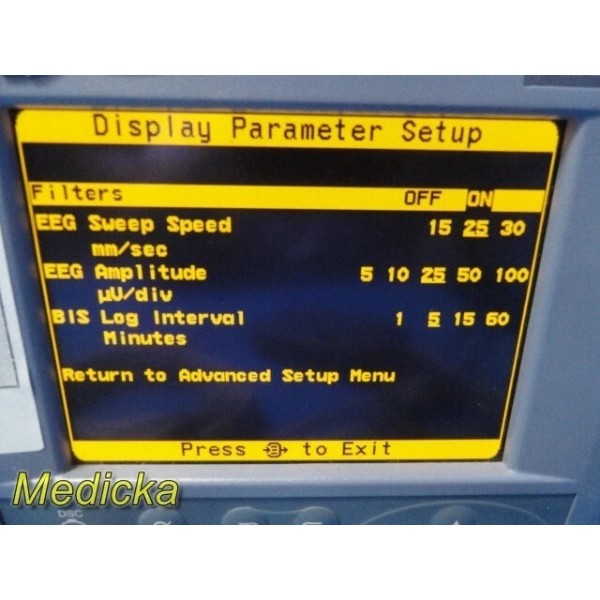 Display Parameter Setup
Filters OFF ON
EEG Sweep Speed 15 25 30
mm/sec
EEG Amplitude 5 10 25 50 100
µV/div
BIS Log Interval 1 5 15 60
Minutes
Return to Advanced Setup Menu
Press to Exit
Medicka
DSC